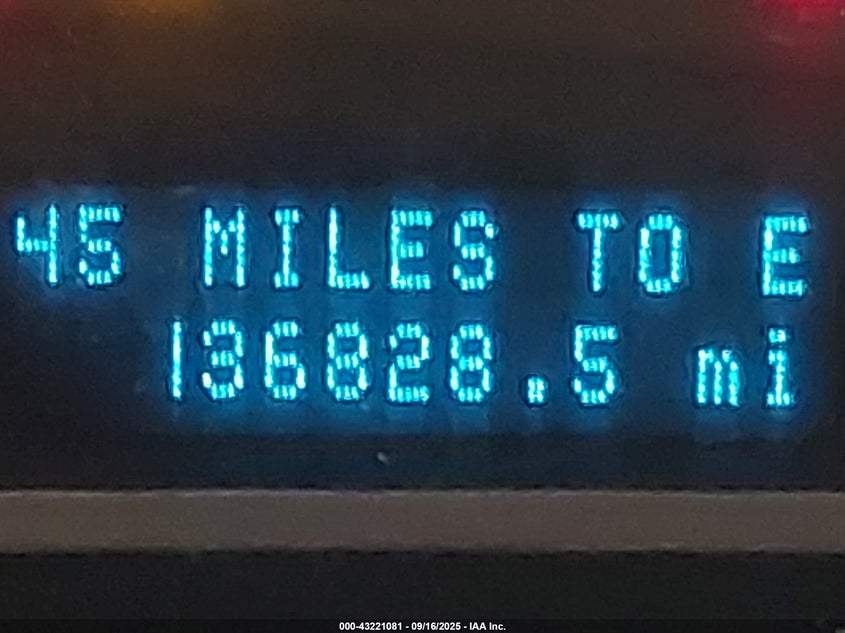 45 MILES TO E
136828.5 mi
000-43221081 - 09/16/2025 - IAA Inc.